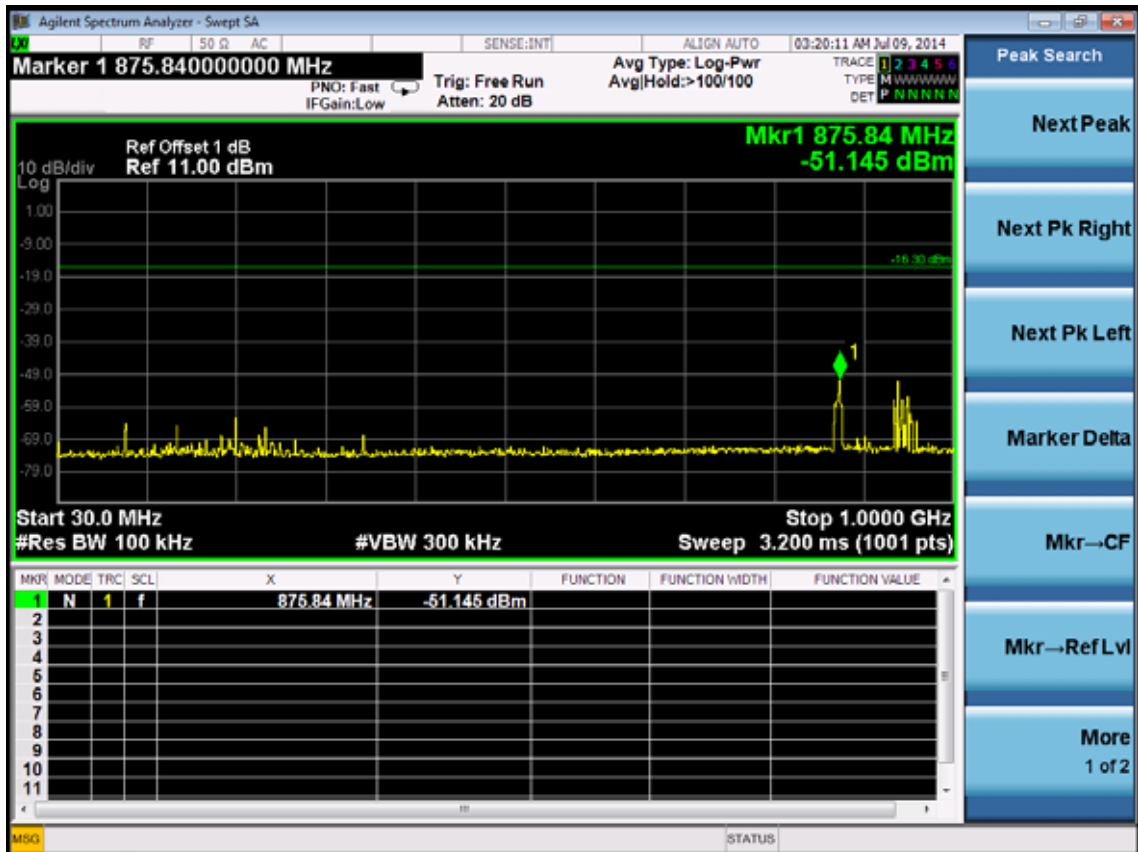 Agilent Spectrum Analyzer - Swept SA
LXI RF 50 Ω AC SENSE:INT ALIGN AUTO 03:20:11 AM Jul 09, 2014
Marker 1 875.840000000 MHz
PNO: Fast
IFGain:Low
Trig: Free Run
Atten: 20 dB
Avg Type: Log-Pwr
Avg|Hold:>100/100
TRACE 1 2 3 4 5 6
TYPE M WWWWW
DET P N N N N N
Mkr1 875.84 MHz
-51.145 dBm
Ref Offset 1 dB
10 dB/div Ref 11.00 dBm
Log
1.00
-9.00
-16.30 dBm
-19.0
-29.0
-39.0
1
-49.0
-59.0
-69.0
-79.0
Start 30.0 MHz Stop 1.0000 GHz
#Res BW 100 kHz #VBW 300 kHz Sweep 3.200 ms (1001 pts)
MKR MODE TRC SCL X Y FUNCTION FUNCTION WIDTH FUNCTION VALUE
1 N 1 f 875.84 MHz -51.145 dBm
2
3
4
5
6
7
8
9
10
11
MSG STATUS
Peak Search
Next Peak
Next Pk Right
Next Pk Left
Marker Delta
Mkr→CF
Mkr→Ref Lvl
More
1 of 2